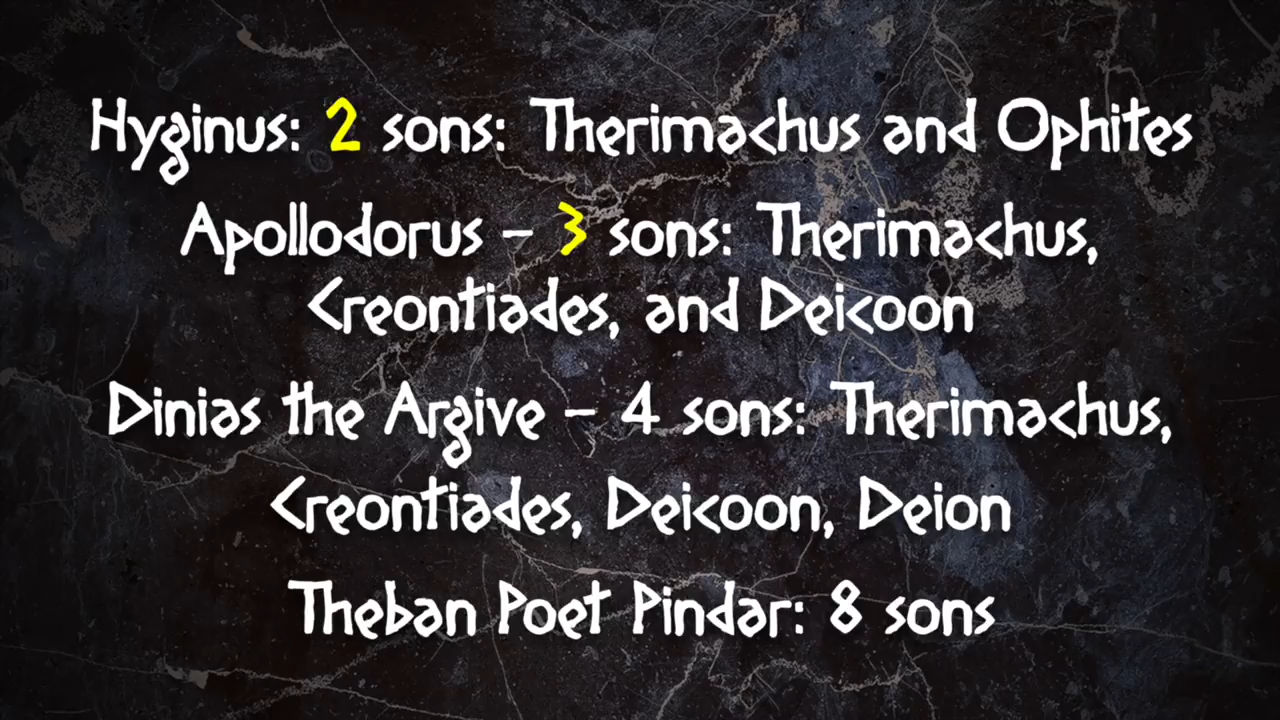 Hyginus: 2 sons: Therimachus and Ophites
Apollodorus – 3 sons: Therimachus,
Creontiades, and Deicoon
Dinias the Argive – 4 sons: Therimachus,
Creontiades, Deicoon, Deion
Theban Poet Pindar: 8 sons